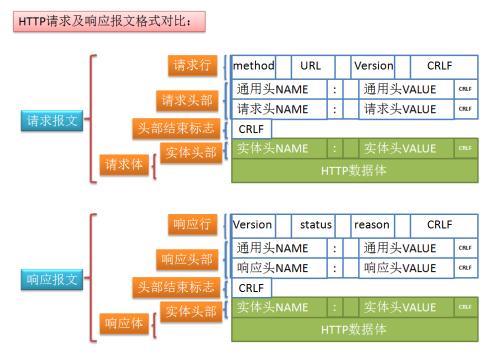 HTTP请求及响应报文格式对比：
请求行 method URL Version CRLF
通用头NAME : 通用头VALUE CRLF
请求头部 请求头NAME : 请求头VALUE CRLF
请求报文
头部结束标志 CRLF
实体头部 实体头NAME : 实体头VALUE CRLF
请求体
HTTP数据体
响应行 Version status reason CRLF
通用头NAME : 通用头VALUE CRLF
响应头部 响应头NAME : 响应头VALUE CRLF
响应报文
头部结束标志 CRLF
实体头部 实体头NAME : 实体头VALUE CRLF
响应体
HTTP数据体